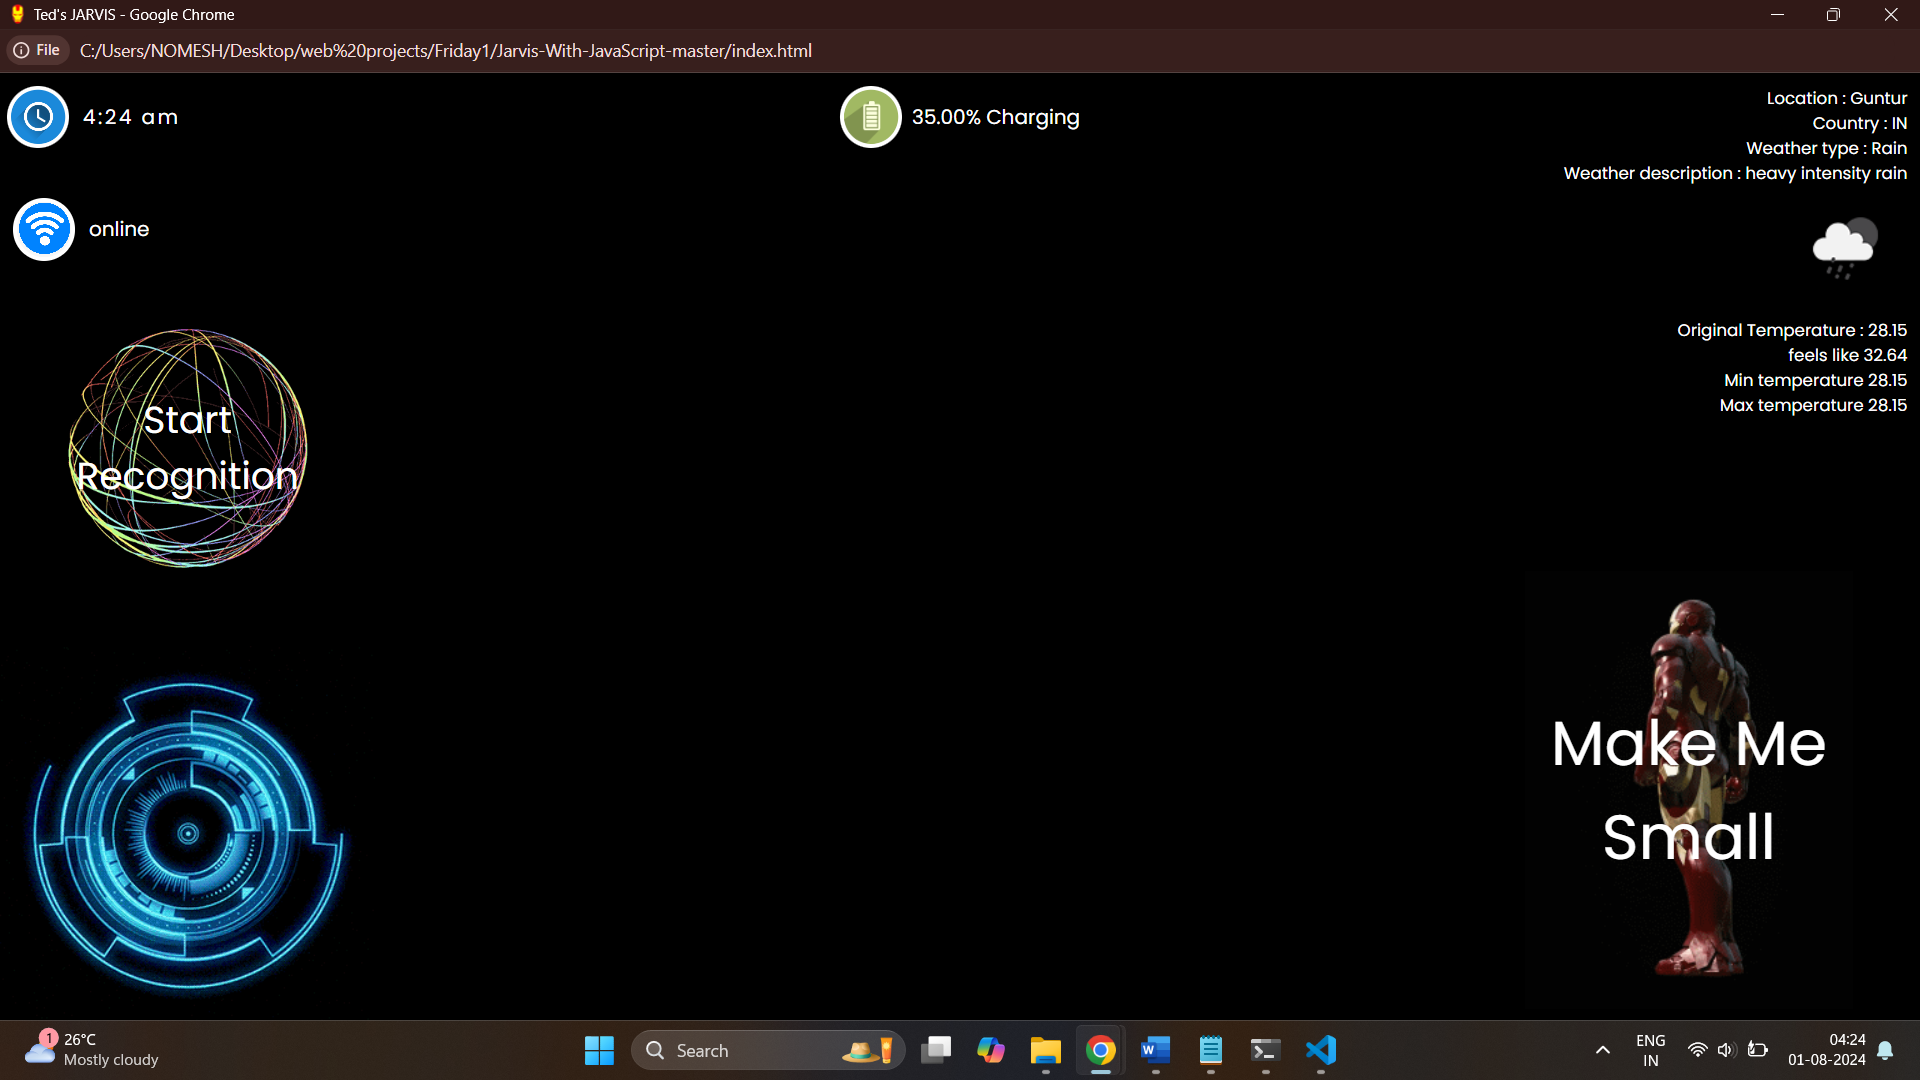 Ted's JARVIS - Google Chrome
File
C:/Users/NOMESH/Desktop/web%20projects/Friday1/Jarvis-With-JavaScript-master/index.html
4:24 am
35.00% Charging
Location : Guntur
Country : IN
Weather type : Rain
Weather description : heavy intensity rain
online
Original Temperature : 28.15
feels like 32.64
Min temperature 28.15
Max temperature 28.15
Start
Recognition
Make Me
Small
1
26°C
Mostly cloudy
Search
W
ENG
IN
04:24
01-08-2024